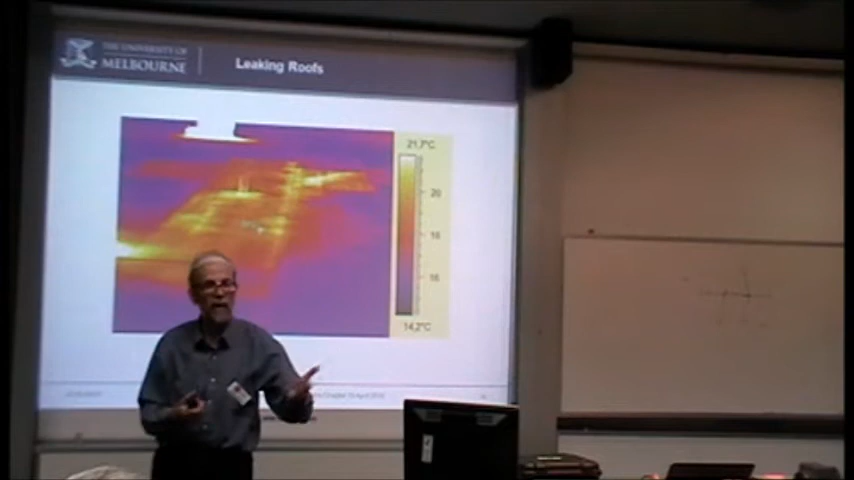 THE UNIVERSITY OF
MELBOURNE
Leaking Roofs
21,7°C
20
18
16
14,2°C